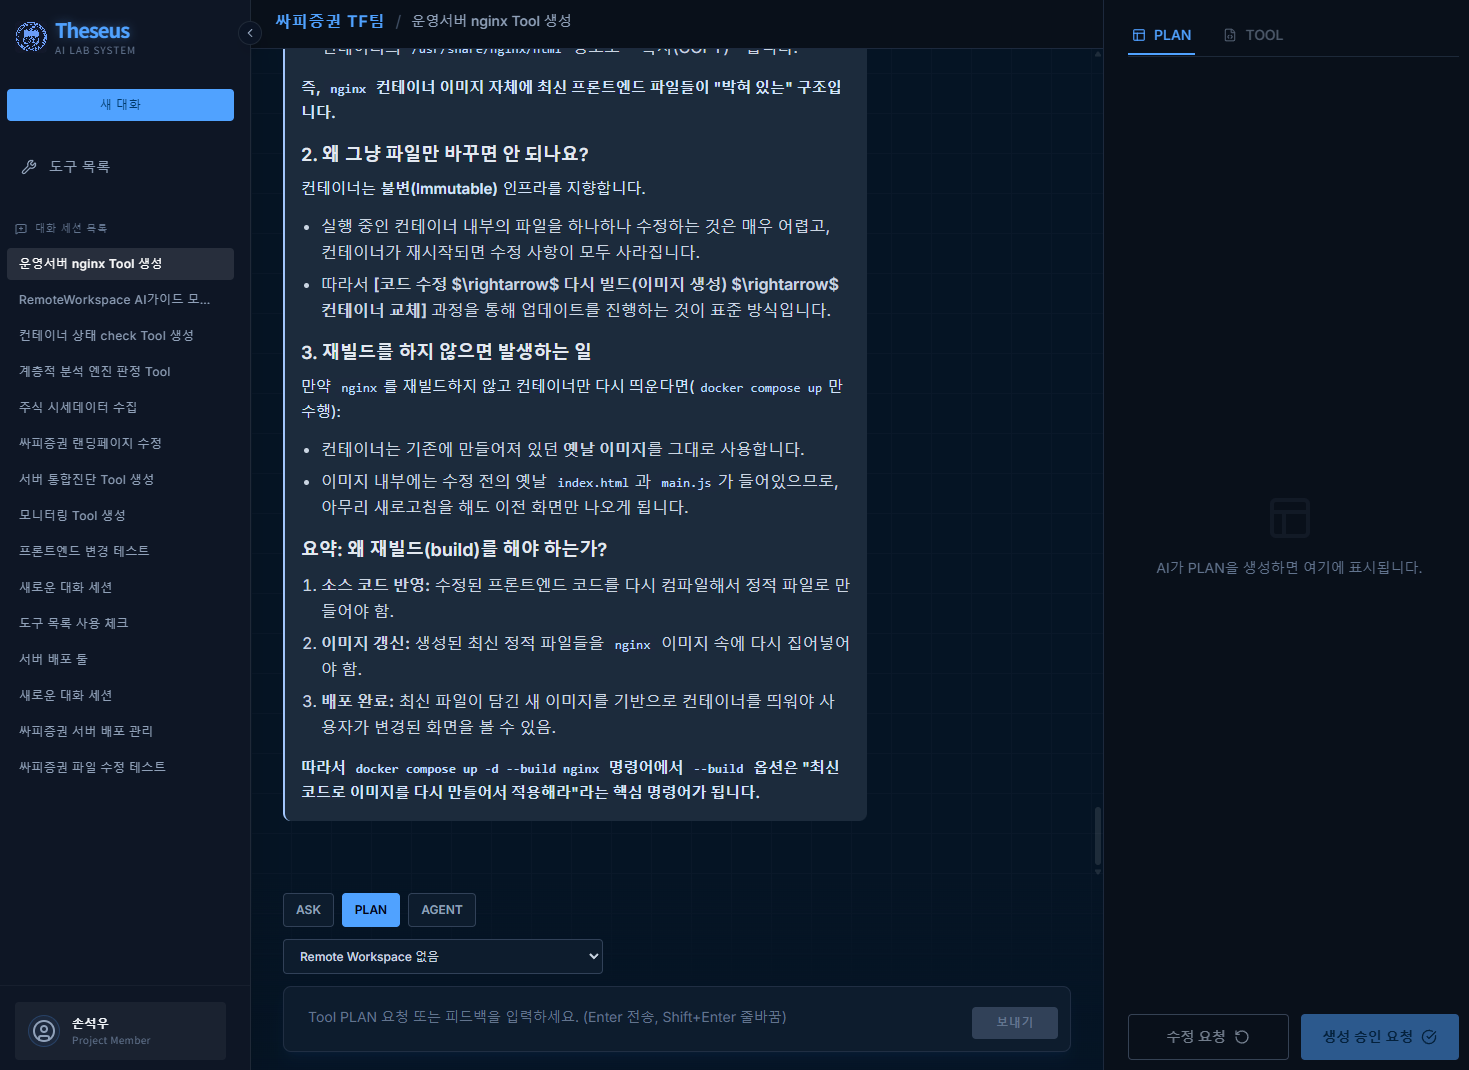 Theseus
AI LAB SYSTEM
새 대화
도구 목록
대화 세션 목록
운영서버 nginx Tool 생성
RemoteWorkspace AI가이드 모...
컨테이너 상태 check Tool 생성
계층적 분석 엔진 판정 Tool
주식 시세데이터 수집
싸피증권 랜딩페이지 수정
서버 통합진단 Tool 생성
모니터링 Tool 생성
프론트엔드 변경 테스트
새로운 대화 세션
도구 목록 사용 체크
서버 배포 툴
새로운 대화 세션
싸피증권 서버 배포 관리
싸피증권 파일 수정 테스트
손석우
Project Member
싸피증권 TF팀 / 운영서버 nginx Tool 생성
즉, nginx 컨테이너 이미지 자체에 최신 프론트엔드 파일들이 "박혀 있는" 구조입
니다.
2. 왜 그냥 파일만 바꾸면 안 되나요?
컨테이너는 불변(Immutable) 인프라를 지향합니다.
• 실행 중인 컨테이너 내부의 파일을 하나하나 수정하는 것은 매우 어렵고,
컨테이너가 재시작되면 수정 사항이 모두 사라집니다.
• 따라서 [코드 수정 $\rightarrow$ 다시 빌드(이미지 생성) $\rightarrow$
컨테이너 교체] 과정을 통해 업데이트를 진행하는 것이 표준 방식입니다.
3. 재빌드를 하지 않으면 발생하는 일
만약 nginx 를 재빌드하지 않고 컨테이너만 다시 띄운다면( docker compose up 만
수행):
• 컨테이너는 기존에 만들어져 있던 옛날 이미지를 그대로 사용합니다.
• 이미지 내부에는 수정 전의 옛날 index.html 과 main.js 가 들어있으므로,
아무리 새로고침을 해도 이전 화면만 나오게 됩니다.
요약: 왜 재빌드(build)를 해야 하는가?
1. 소스 코드 반영: 수정된 프론트엔드 코드를 다시 컴파일해서 정적 파일로 만
들어야 함.
2. 이미지 갱신: 생성된 최신 정적 파일들을 nginx 이미지 속에 다시 집어넣어
야 함.
3. 배포 완료: 최신 파일이 담긴 새 이미지를 기반으로 컨테이너를 띄워야 사
용자가 변경된 화면을 볼 수 있음.
따라서 docker compose up -d --build nginx 명령어에서 --build 옵션은 "최신
코드로 이미지를 다시 만들어서 적용해라"라는 핵심 명령어가 됩니다.
ASK
PLAN
AGENT
Remote Workspace 없음
Tool PLAN 요청 또는 피드백을 입력하세요. (Enter 전송, Shift+Enter 줄바꿈)
보내기
PLAN
TOOL
AI가 PLAN을 생성하면 여기에 표시됩니다.
수정 요청
생성 승인 요청